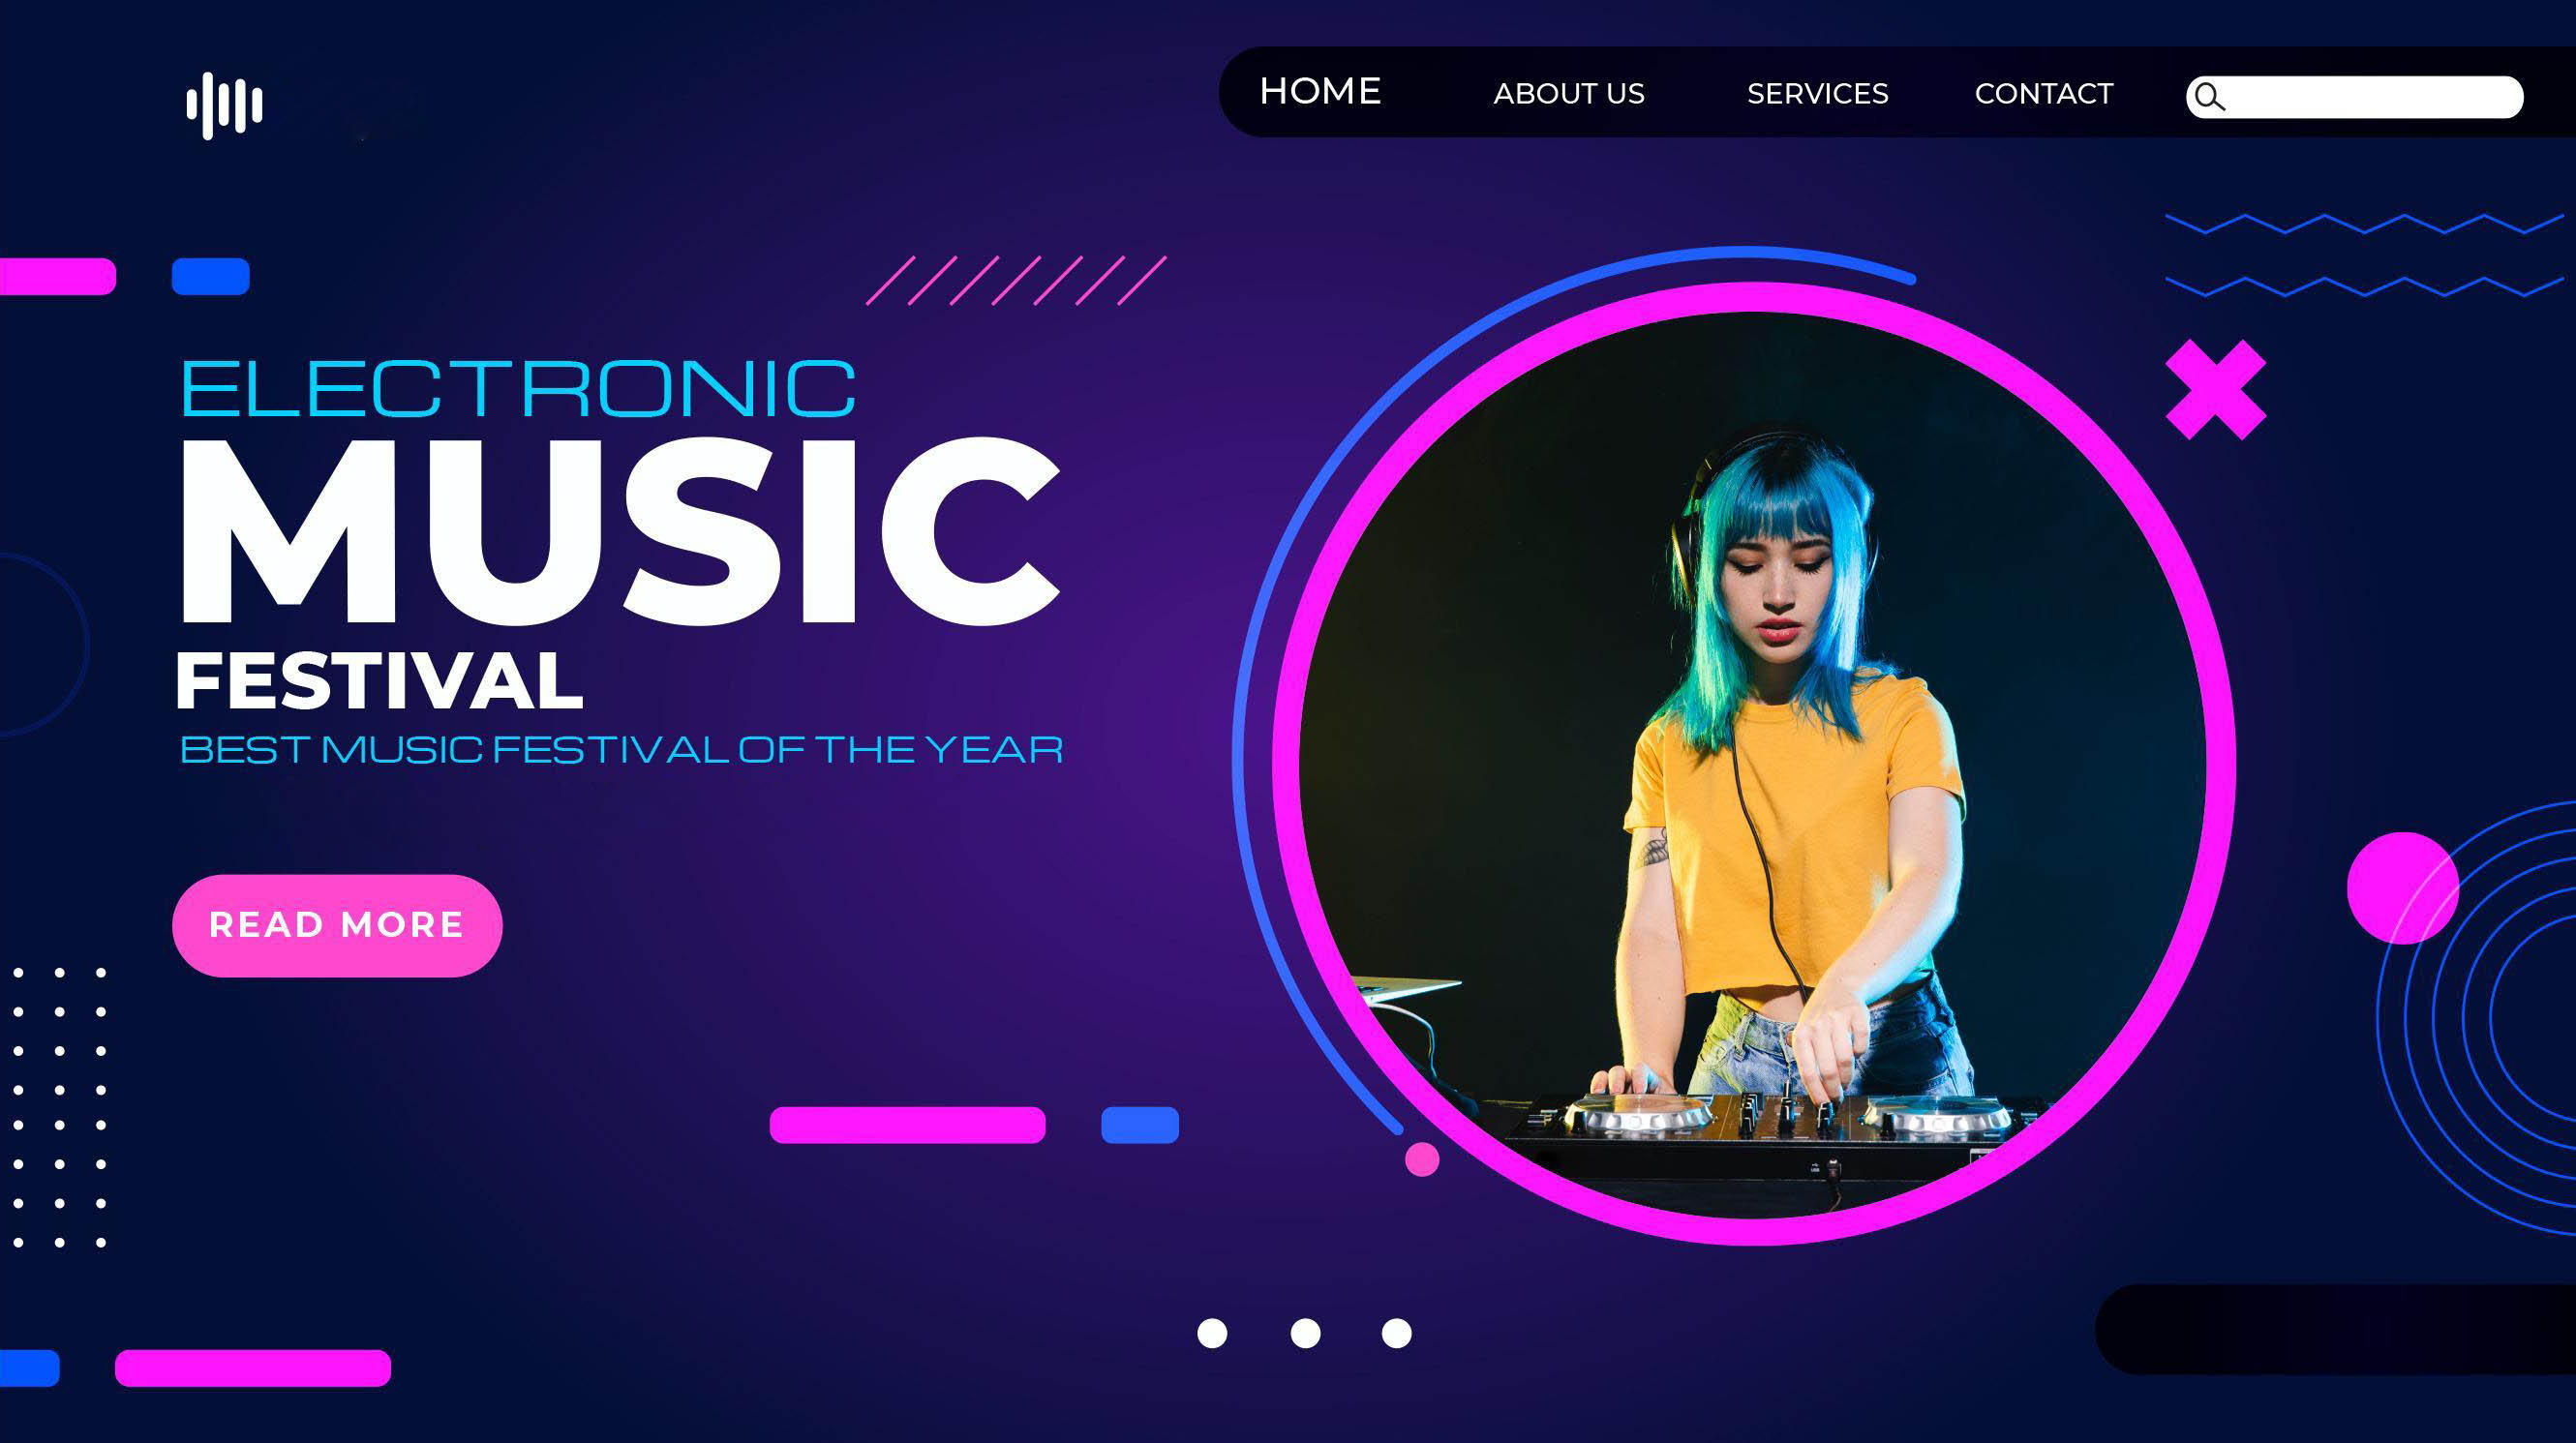 HOME ABOUT US SERVICES CONTACT
ELECTRONIC
MUSIC
FESTIVAL
BEST MUSIC FESTIVAL OF THE YEAR
READ MORE